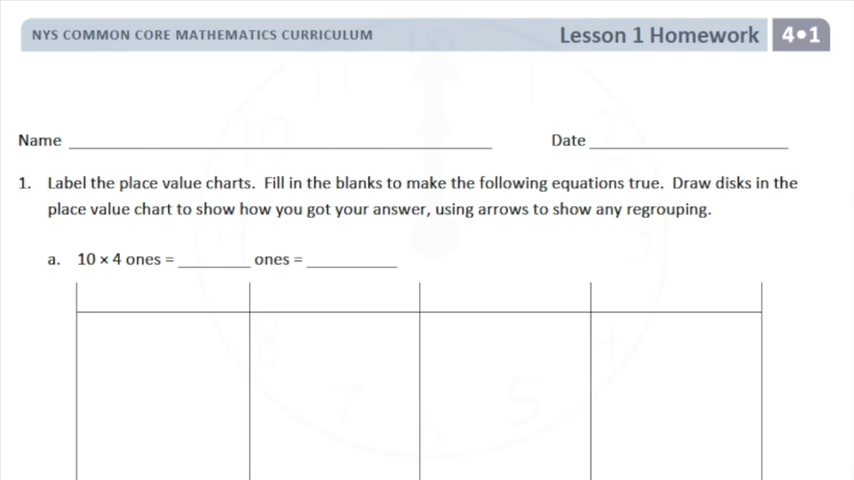 NYS COMMON CORE MATHEMATICS CURRICULUM Lesson 1 Homework 4•1
Name ____________ Date ____________
1. Label the place value charts. Fill in the blanks to make the following equations true. Draw disks in the
place value chart to show how you got your answer, using arrows to show any regrouping.
a. 10 × 4 ones = ________ ones = __________